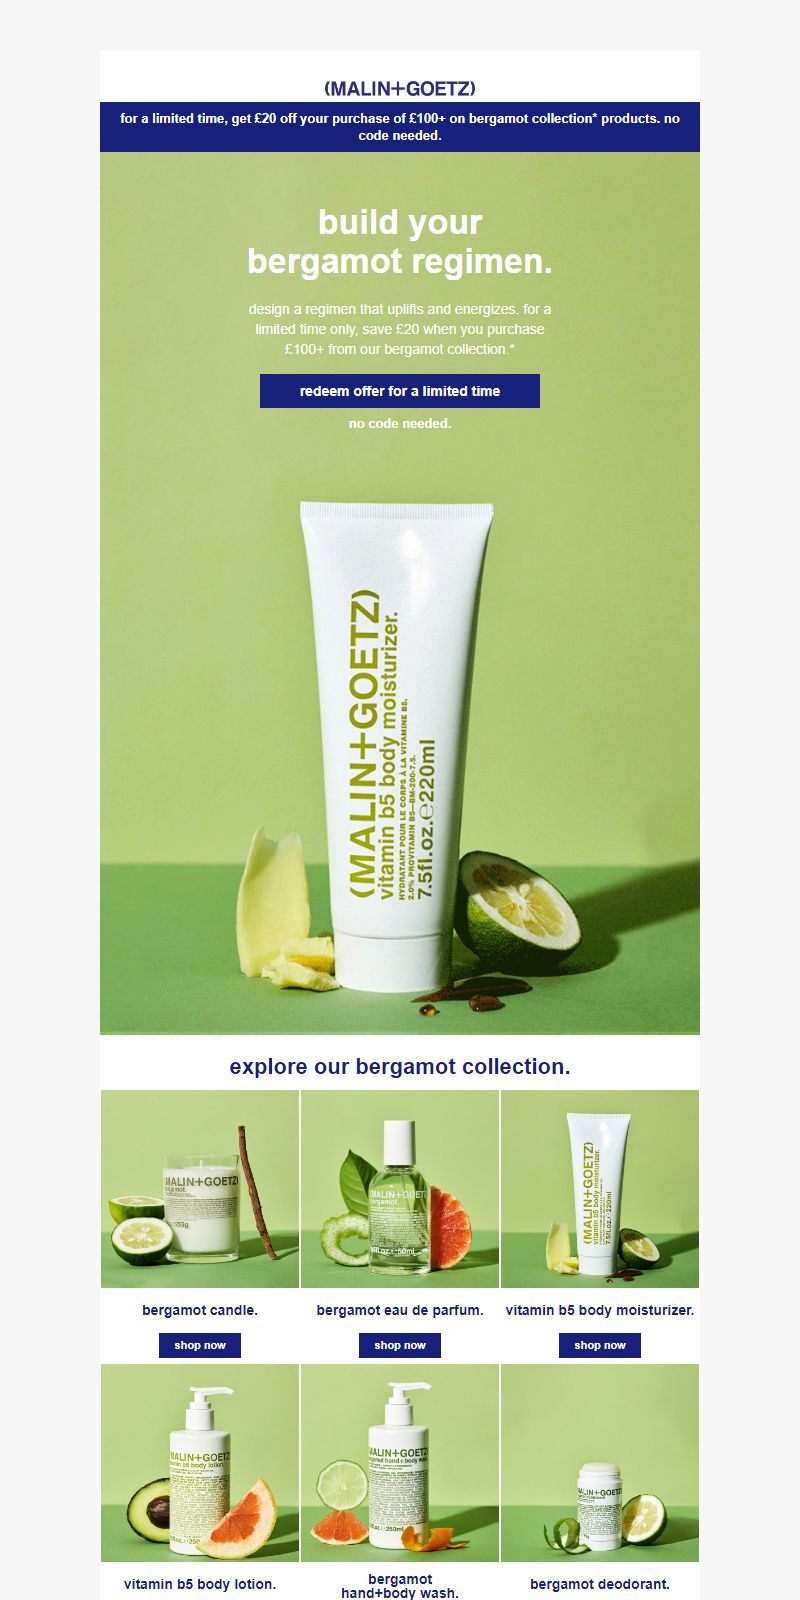 (MALIN+GOETZ)
for a limited time, get £20 off your purchase of £100+ on bergamot collection* products. no
code needed.
build your
bergamot regimen.
design a regimen that uplifts and energizes. for a
limited time only, save £20 when you purchase
£100+ from our bergamot collection.*
redeem offer for a limited time
no code needed.
(MALIN+GOETZ)
vitamin b5 body moisturizer.
HYDRATANT POUR LE CORPS À LA VITAMINE B5.
2.0% PROVITAMIN B5—BM-200-7.5.
7.5fl.oz.℮220ml
explore our bergamot collection.
(MALIN+GOETZ)
bergamot.
(MALIN+GOETZ
bergamot.
(MALIN+GOETZ)
vitamin b5 body moisturizer.
7.5fl.oz.℮220ml
bergamot candle.
bergamot eau de parfum.
vitamin b5 body moisturizer.
shop now
shop now
shop now
MALIN+GOETZ)
vitamin b5 body lotion.
MALIN+GOETZ
bergamot hand+body wash.
MALIN+GOETZ)
vitamin b5 body lotion.
bergamot
hand+body wash.
bergamot deodorant.